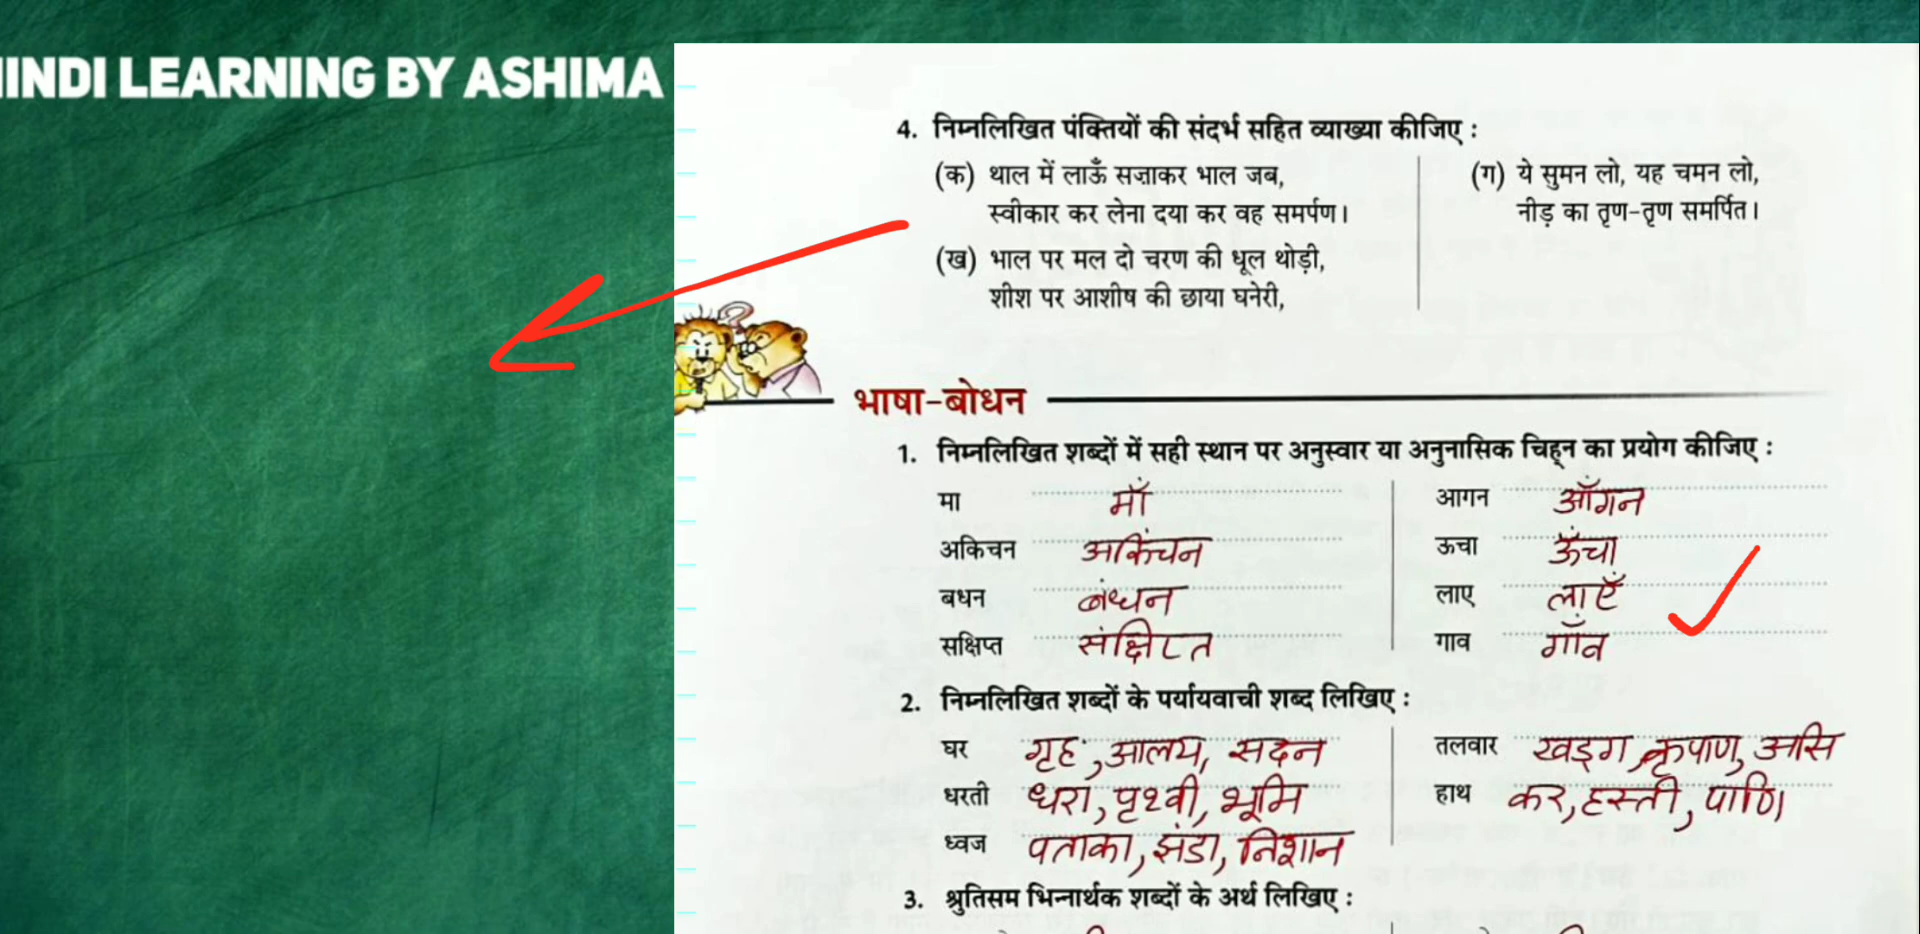 HINDI LEARNING BY ASHIMA
4. निम्नलिखित पंक्तियों की संदर्भ सहित व्याख्या कीजिए :
(क) थाल में लाऊँ सजाकर भाल जब,
स्वीकार कर लेना दया कर वह समर्पण।
(ख) भाल पर मल दो चरण की धूल थोड़ी,
शीश पर आशीष की छाया घनेरी,
(ग) ये सुमन लो, यह चमन लो,
नीड़ का तृण-तृण समर्पित।
भाषा-बोधन
1. निम्नलिखित शब्दों में सही स्थान पर अनुस्वार या अनुनासिक चिह्न का प्रयोग कीजिए :
मा माँ
अकिचन अकिंचन
बधन बंधन
सक्षिप्त संक्षिप्त
आगन आँगन
ऊचा ऊँचा
लाए लाएँ
गाव गाँव
2. निम्नलिखित शब्दों के पर्यायवाची शब्द लिखिए :
घर गृह, आलय, सदन
धरती धरा, पृथ्वी, भूमि
ध्वज पताका, झंडा, निशान
तलवार खड्ग, कृपाण, असि
हाथ कर, हस्ती, पाणि
3. श्रुतिसम भिन्नार्थक शब्दों के अर्थ लिखिए :